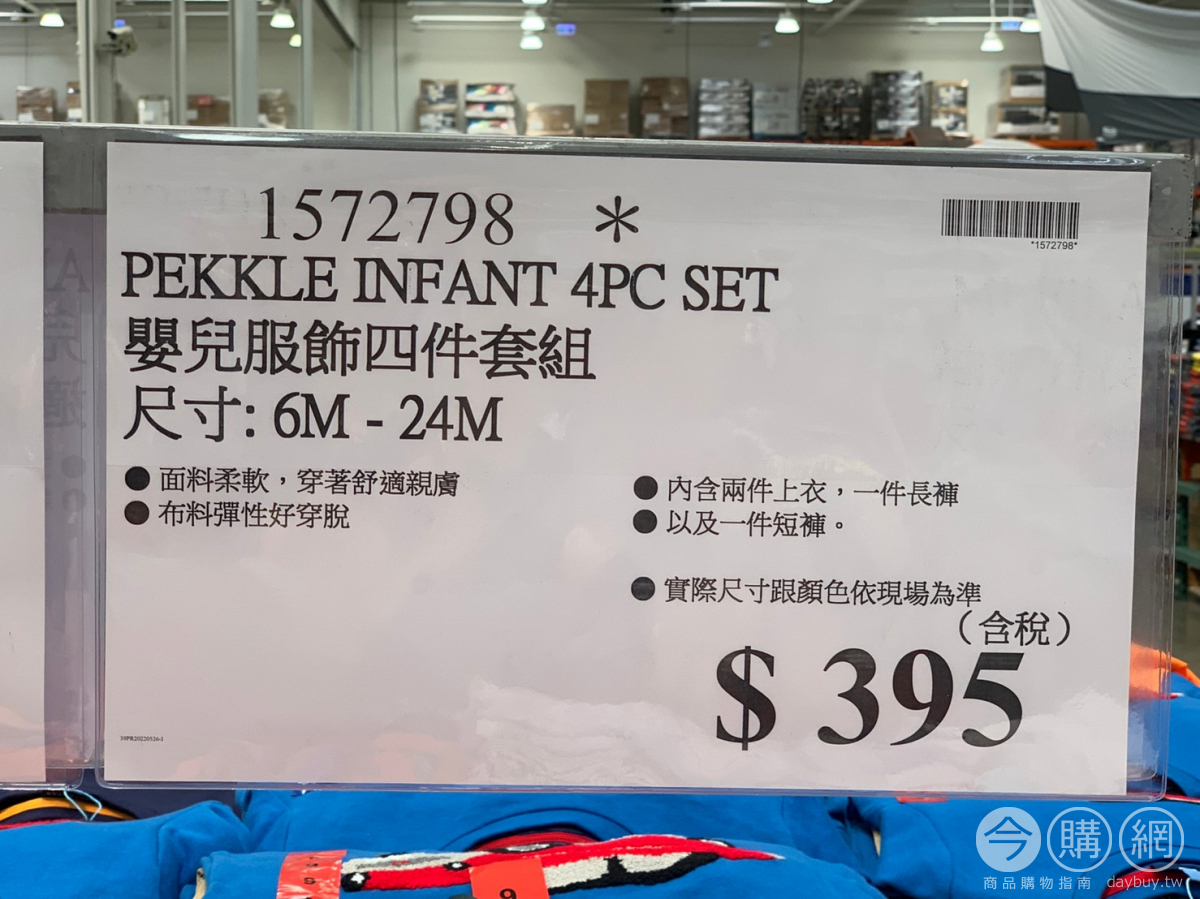 1572798 *
*1572798*
PEKKLE INFANT 4PC SET
嬰兒服飾四件套組
尺寸: 6M - 24M
● 面料柔軟，穿著舒適親膚
● 布料彈性好穿脫
● 內含兩件上衣，一件長褲
● 以及一件短褲。
● 實際尺寸跟顏色依現場為準
（含稅）
$ 395
今購網
商品購物指南 daybuy.tw